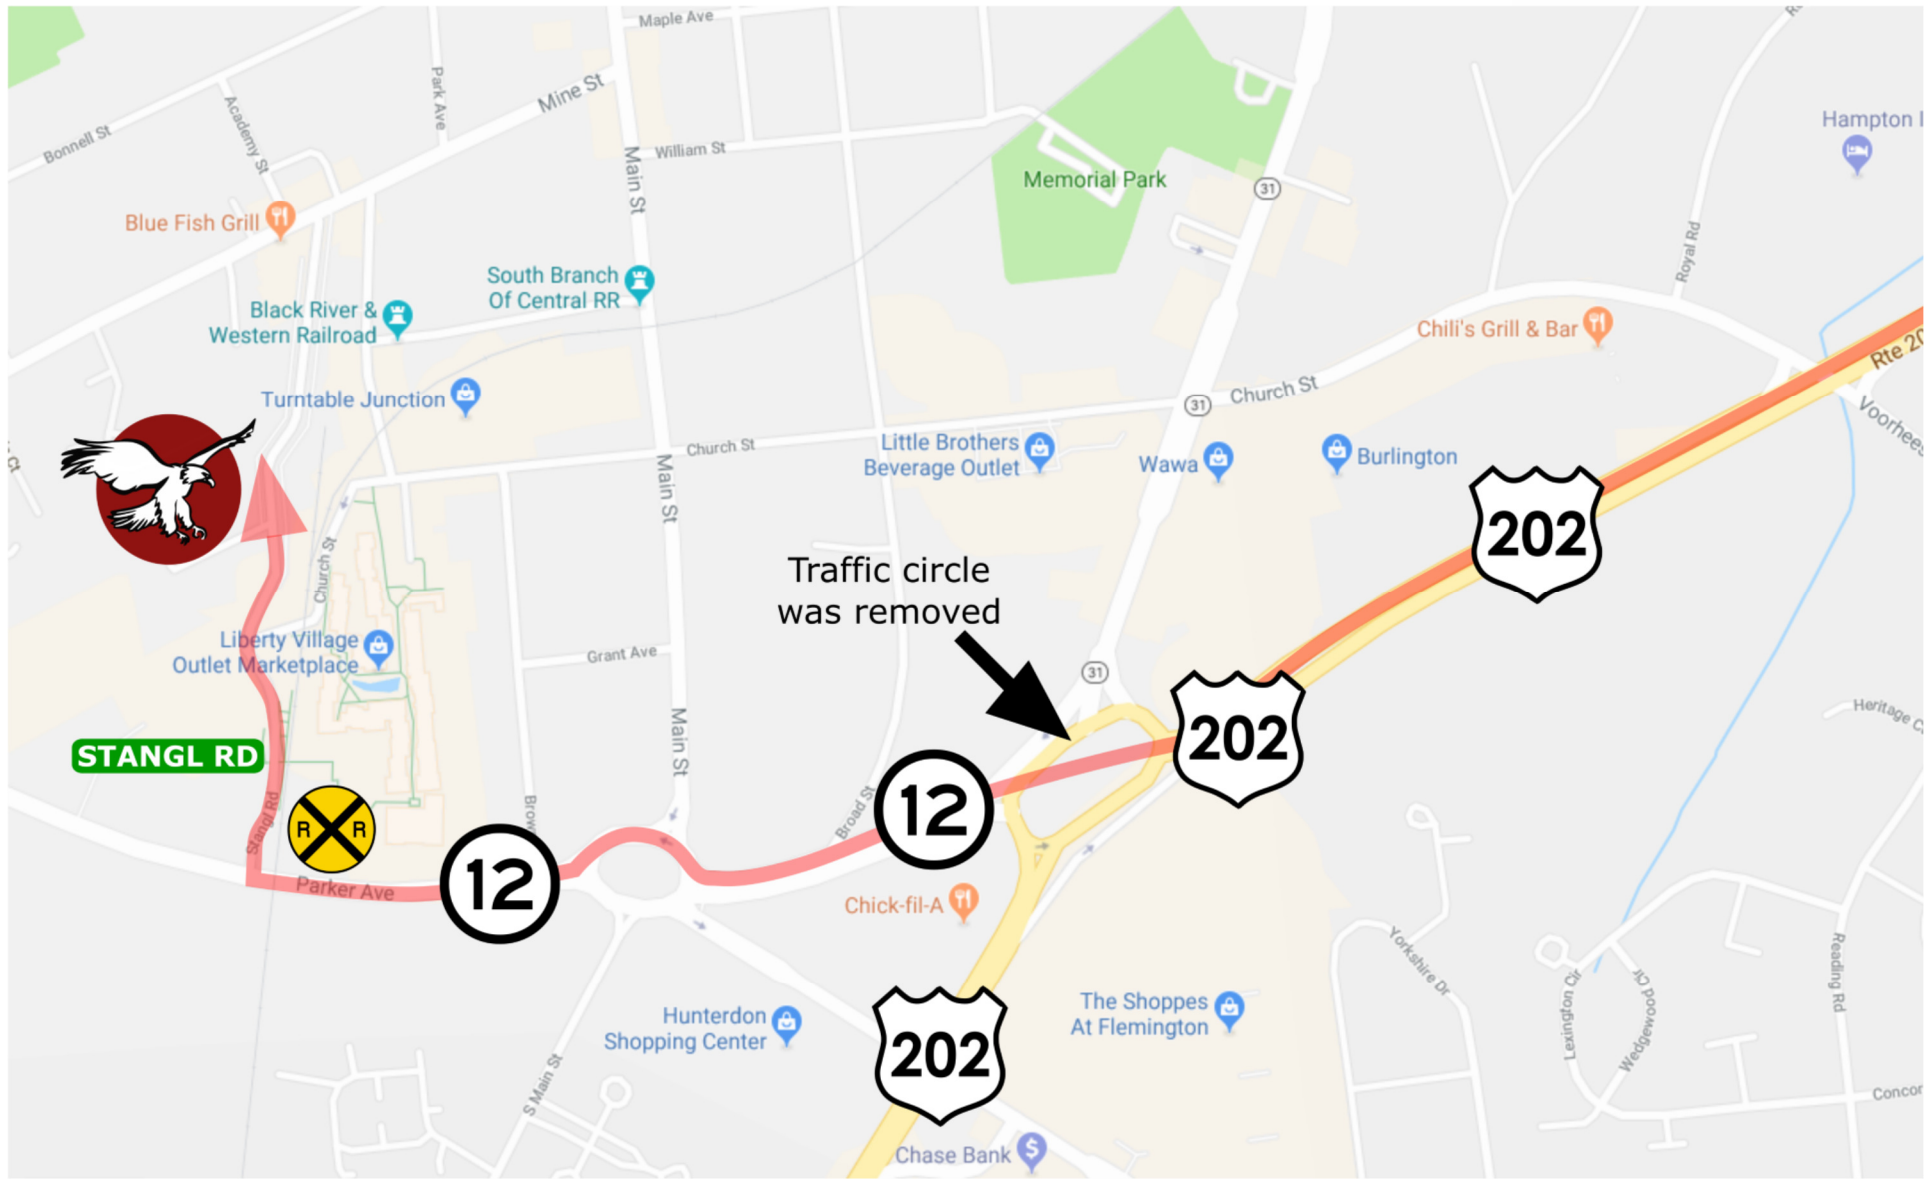 Maple Ave
Park Ave
Mine St
Academy St
Bonnell St
William St
Main St
Memorial Park
31
Hampton
Blue Fish Grill
Royal Rd
South Branch
Of Central RR
Black River &
Western Railroad
Chili's Grill & Bar
Rte 20
Turntable Junction
Church St
31
Church St
Voorhees
Little Brothers
Beverage Outlet
Wawa
Burlington
Main St
202
Church St
Traffic circle
was removed
Liberty Village
Outlet Marketplace
Grant Ave
31
Main St
202
Heritage C
STANGL RD
Stangl Rd
R R
Brow
Broad St
12
12
Parker Ave
Chick-fil-A
Yorkshire Dr
Lexington Cir
Wedgewood Cir
Reading Rd
Hunterdon
Shopping Center
The Shoppes
At Flemington
202
S Main St
Concor
Chase Bank
$